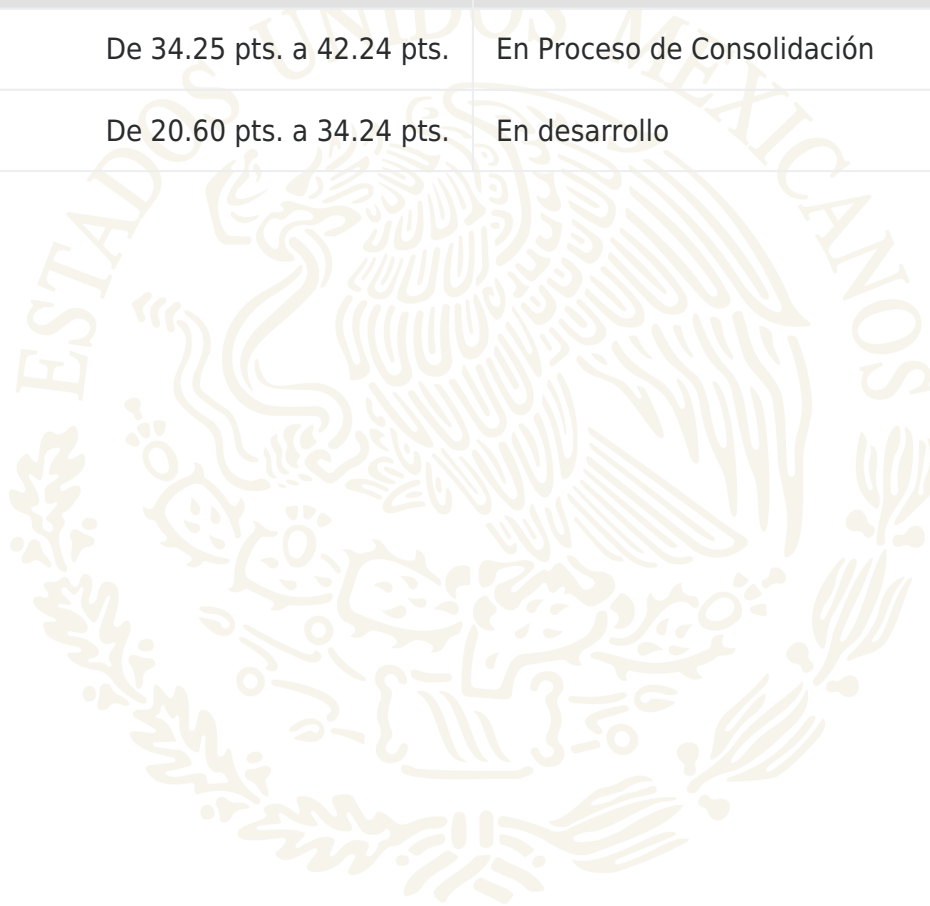 De 34.25 pts. a 42.24 pts. En Proceso de Consolidación
De 20.60 pts. a 34.24 pts. En desarrollo
ESTADOS UNIDOS MEXICANOS